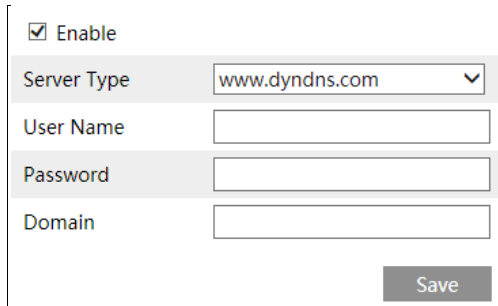 Enable
Server Type www.dyndns.com
User Name
Password
Domain
Save